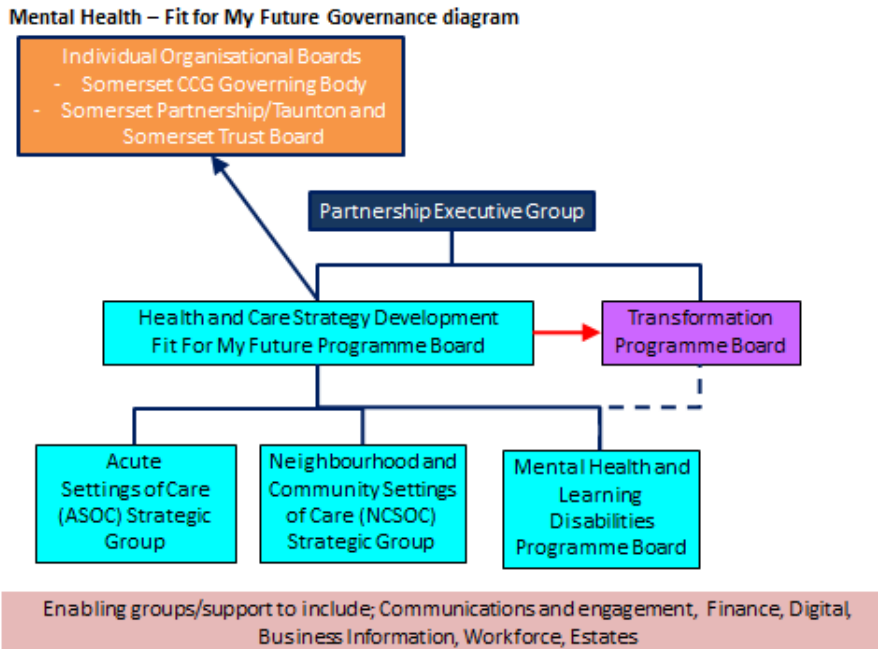 Mental Health – Fit for My Future Governance diagram
Individual Organisational Boards
- Somerset CCG Governing Body
- Somerset Partnership/Taunton and
Somerset Trust Board
Partnership Executive Group
Health and Care Strategy Development
Fit For My Future Programme Board
Transformation
Programme Board
Acute
Settings of Care
(ASOC) Strategic
Group
Neighbourhood and
Community Settings
of Care (NCSOC)
Strategic Group
Mental Health and
Learning
Disabilities
Programme Board
Enabling groups/support to include; Communications and engagement, Finance, Digital,
Business Information, Workforce, Estates